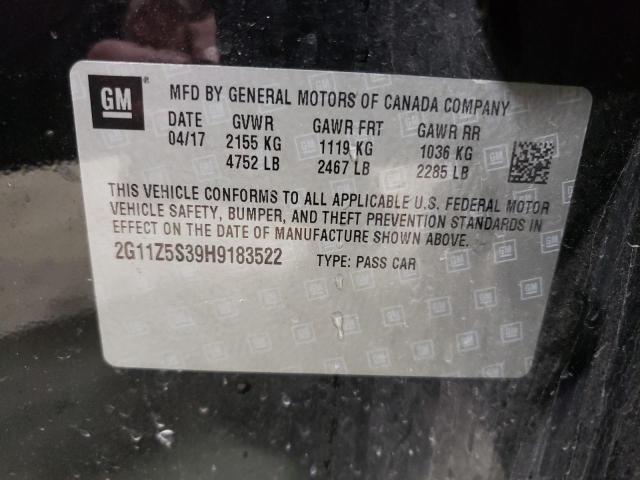 GM
MFD BY GENERAL MOTORS OF CANADA COMPANY
DATE GVWR GAWR FRT GAWR RR
04/17 2155 KG 1119 KG 1036 KG
4752 LB 2467 LB 2285 LB
THIS VEHICLE CONFORMS TO ALL APPLICABLE U.S. FEDERAL MOTOR
VEHICLE SAFETY, BUMPER, AND THEFT PREVENTION STANDARDS IN
EFFECT ON THE DATE OF MANUFACTURE SHOWN ABOVE.
2G11Z5S39H9183522 TYPE: PASS CAR